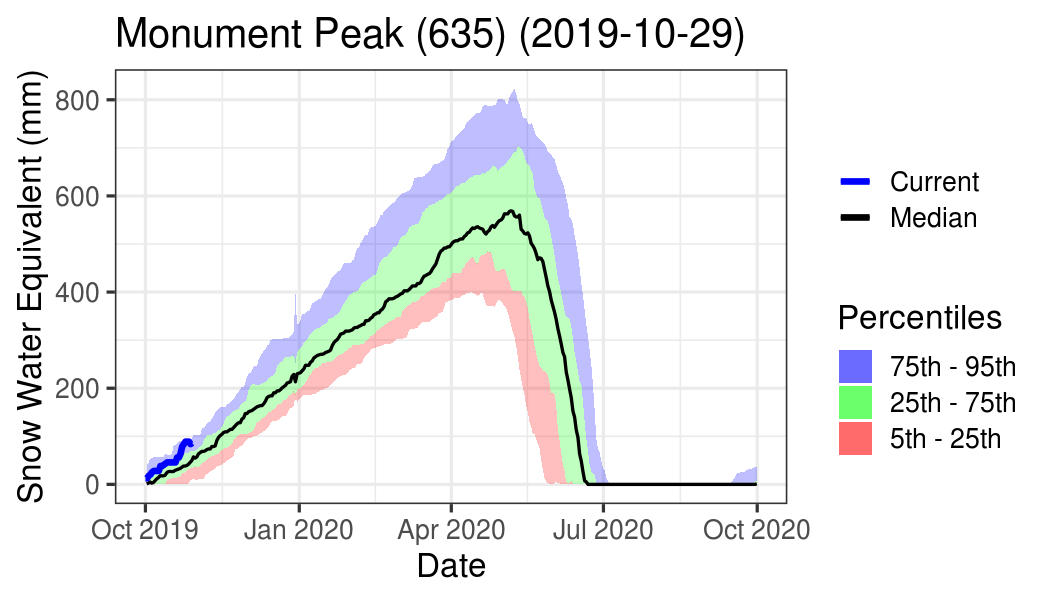 Monument Peak (635) (2019-10-29)
Snow Water Equivalent (mm)
800
600
400
200
0
Oct 2019
Jan 2020
Apr 2020
Jul 2020
Oct 2020
Date
Current
Median
Percentiles
75th - 95th
25th - 75th
5th - 25th